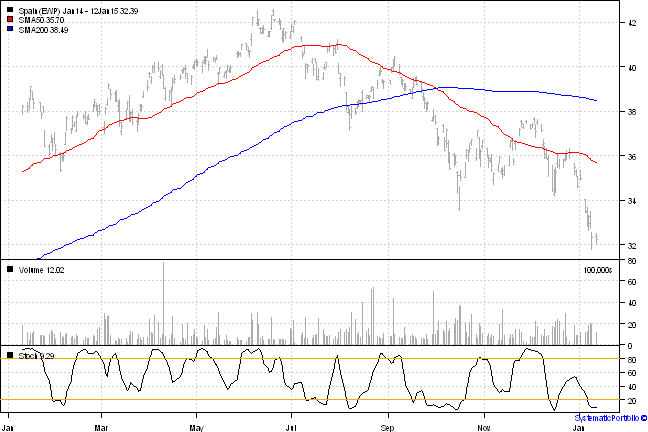 Spain (EWP) Jan14 - 12Jan15 32.39
SMA50 35.70
SMA200 38.49
42
40
38
36
34
32
Volume 12.02
100,000s
80
60
40
20
0
Stoch 9.29
80
60
40
20
Jan
Mar
May
Jul
Sep
Nov
Jan
SystematicPortfolio ©